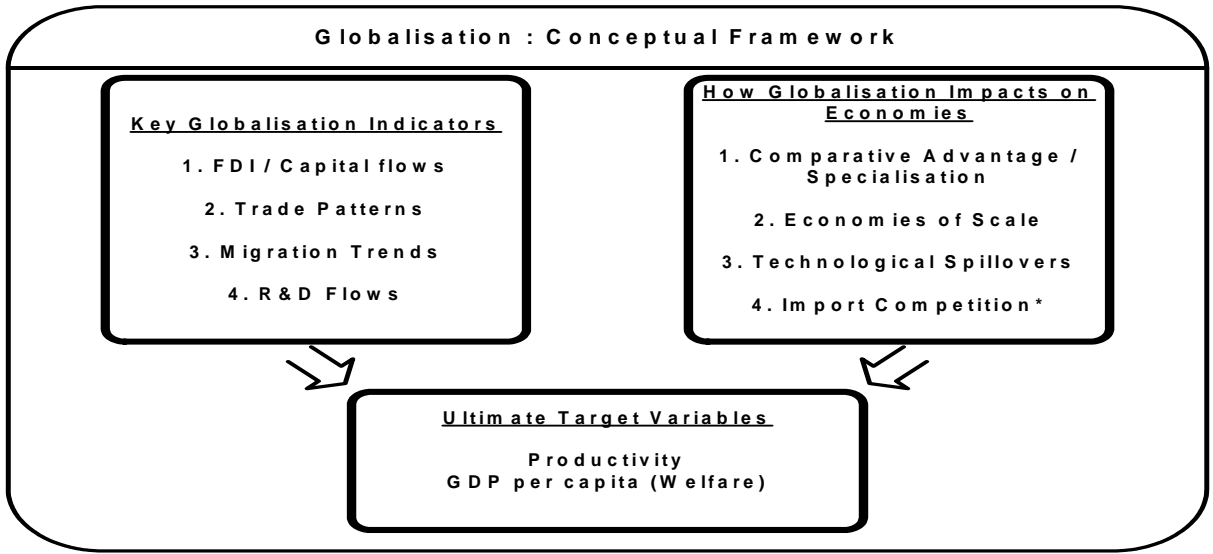 Globalisation : Conceptual Framework
Key Globalisation Indicators
1. FDI / Capital flows
2. Trade Patterns
3. Migration Trends
4. R&D Flows
How Globalisation Impacts on
Economies
1. Comparative Advantage /
Specialisation
2. Economies of Scale
3. Technological Spillovers
4. Import Competition*
Ultimate Target Variables
Productivity
GDP per capita (Welfare)